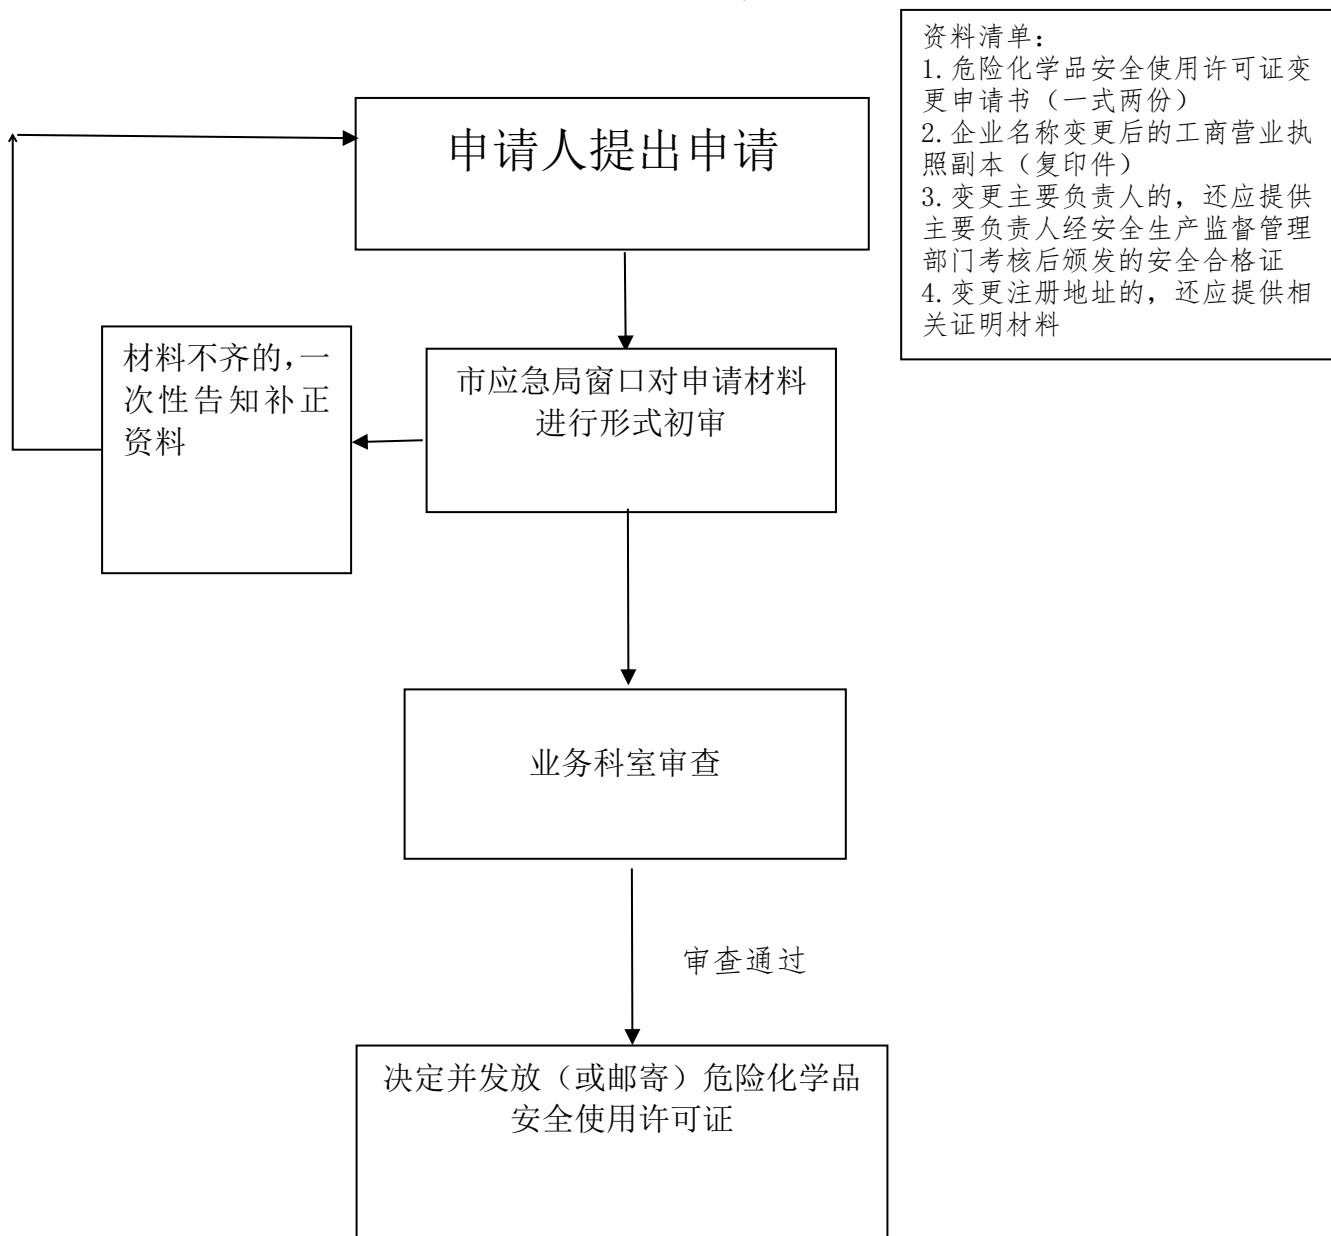 申请人提出申请
资料清单：
1.危险化学品安全使用许可证变
更申请书（一式两份）
2.企业名称变更后的工商营业执
照副本（复印件）
3.变更主要负责人的，还应提供
主要负责人经安全生产监督管理
部门考核后颁发的安全合格证
4.变更注册地址的，还应提供相
关证明材料
材料不齐的，一
次性告知补正
资料
市应急局窗口对申请材料
进行形式初审
业务科室审查
审查通过
决定并发放（或邮寄）危险化学品
安全使用许可证